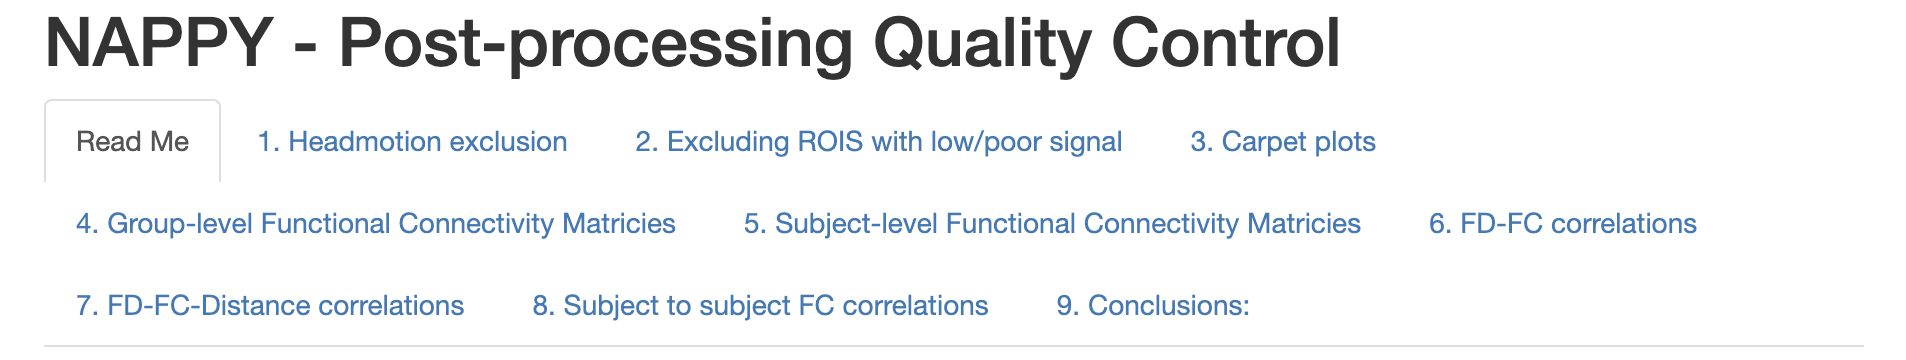 NAPPY - Post-processing Quality Control
Read Me 1. Headmotion exclusion 2. Excluding ROIS with low/poor signal 3. Carpet plots
4. Group-level Functional Connectivity Matricies 5. Subject-level Functional Connectivity Matricies 6. FD-FC correlations
7. FD-FC-Distance correlations 8. Subject to subject FC correlations 9. Conclusions: